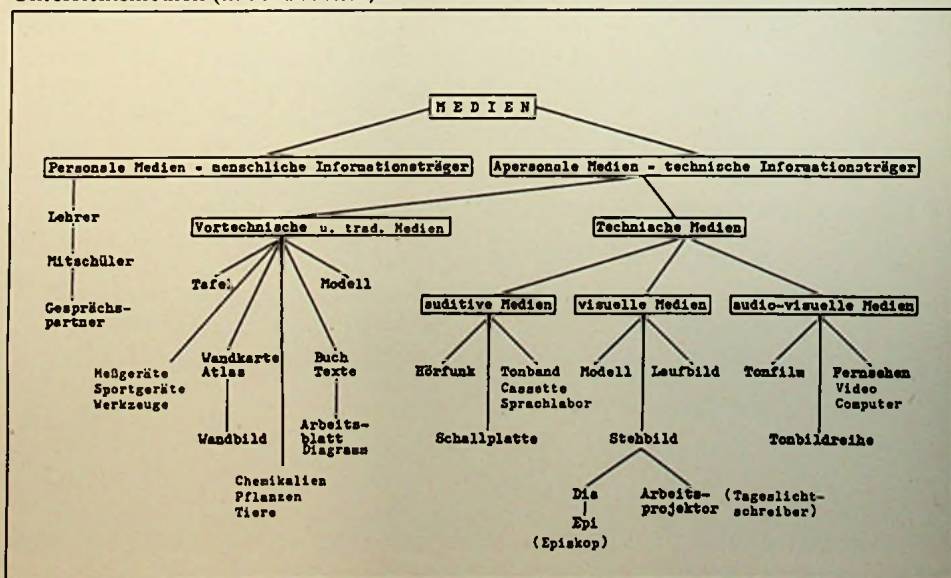 MEDIEN
Personale Medien - menschliche Informationsträger
Apersonale Medien - technische Informationsträger
Lehrer
Mitschüler
Gesprächs-
partner
Vortechnische u. trad. Medien
Technische Medien
Tafel
Modell
Meßgeräte
Sportgeräte
Werkzeuge
Wandkarte
Atlas
Wandbild
Chemikalien
Pflanzen
Tiere
Buch
Texte
Arbeits-
blatt
Diagramm
auditive Medien
visuelle Medien
audio-visuelle Medien
Hörfunk
Tonband
Cassette
Sprachlabor
Schallplatte
Modell
Laufbild
Stehbild
Dia
Epi
(Episkop)
Arbeits-
projektor
(Tageslicht-
schreiber)
Tonfilm
Fernsehen
Video
Computer
Tonbildreihe